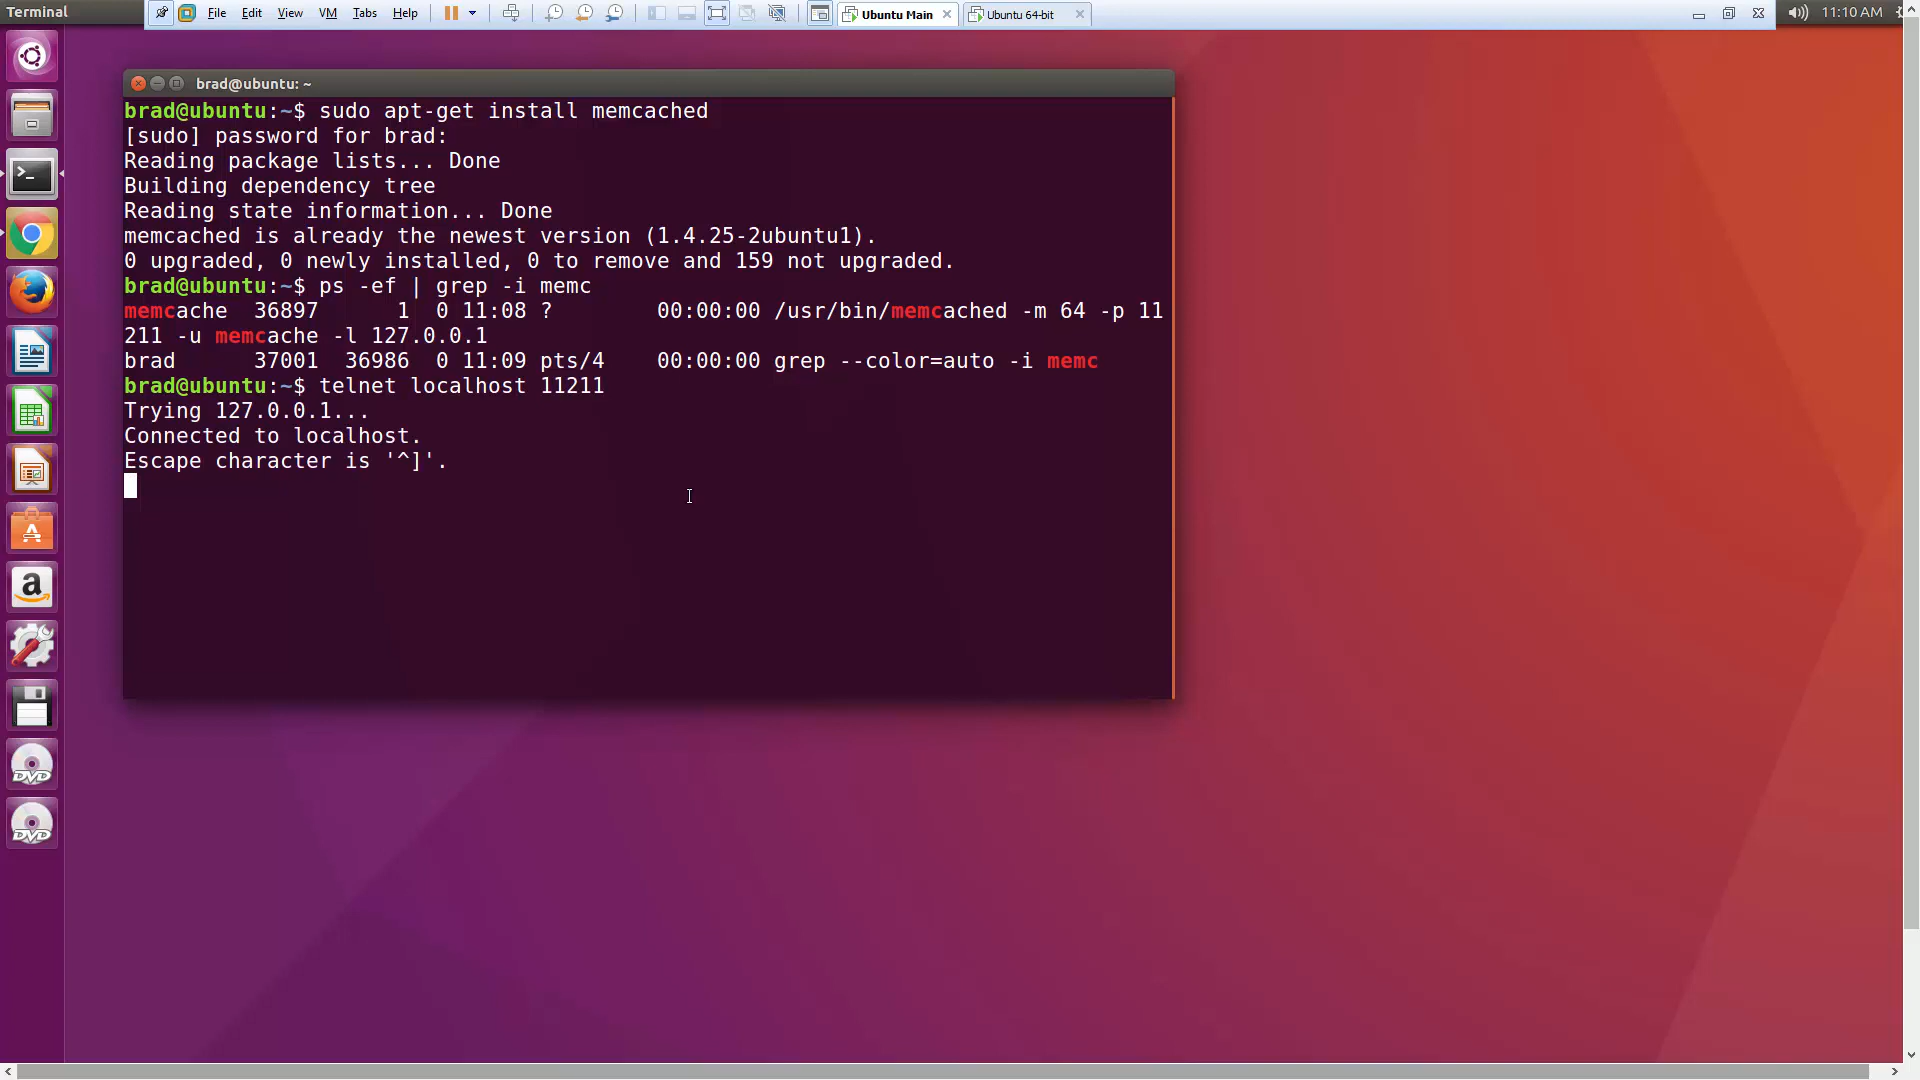 Terminal
File Edit View VM Tabs Help Ubuntu Main Ubuntu 64-bit 11:10 AM
brad@ubuntu: ~
brad@ubuntu:~$ sudo apt-get install memcached
[sudo] password for brad:
Reading package lists... Done
Building dependency tree
Reading state information... Done
memcached is already the newest version (1.4.25-2ubuntu1).
0 upgraded, 0 newly installed, 0 to remove and 159 not upgraded.
brad@ubuntu:~$ ps -ef | grep -i memc
memcache  36897      1  0 11:08 ?        00:00:00 /usr/bin/memcached -m 64 -p 11
211 -u memcache -l 127.0.0.1
brad      37001  36986  0 11:09 pts/4    00:00:00 grep --color=auto -i memc
brad@ubuntu:~$ telnet localhost 11211
Trying 127.0.0.1...
Connected to localhost.
Escape character is '^]'.
DVD
DVD